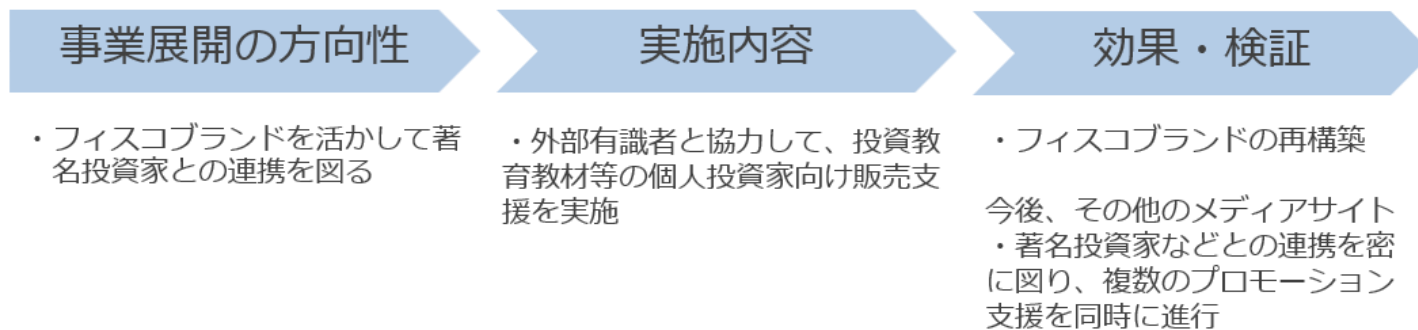 事業展開の方向性
・フィスコブランドを活かして著
名投資家との連携を図る
実施内容
・外部有識者と協力して、投資教
育教材等の個人投資家向け販売支
援を実施
効果・検証
・フィスコブランドの再構築
今後、その他のメディアサイト
・著名投資家などとの連携を密
に図り、複数のプロモーション
支援を同時に進行